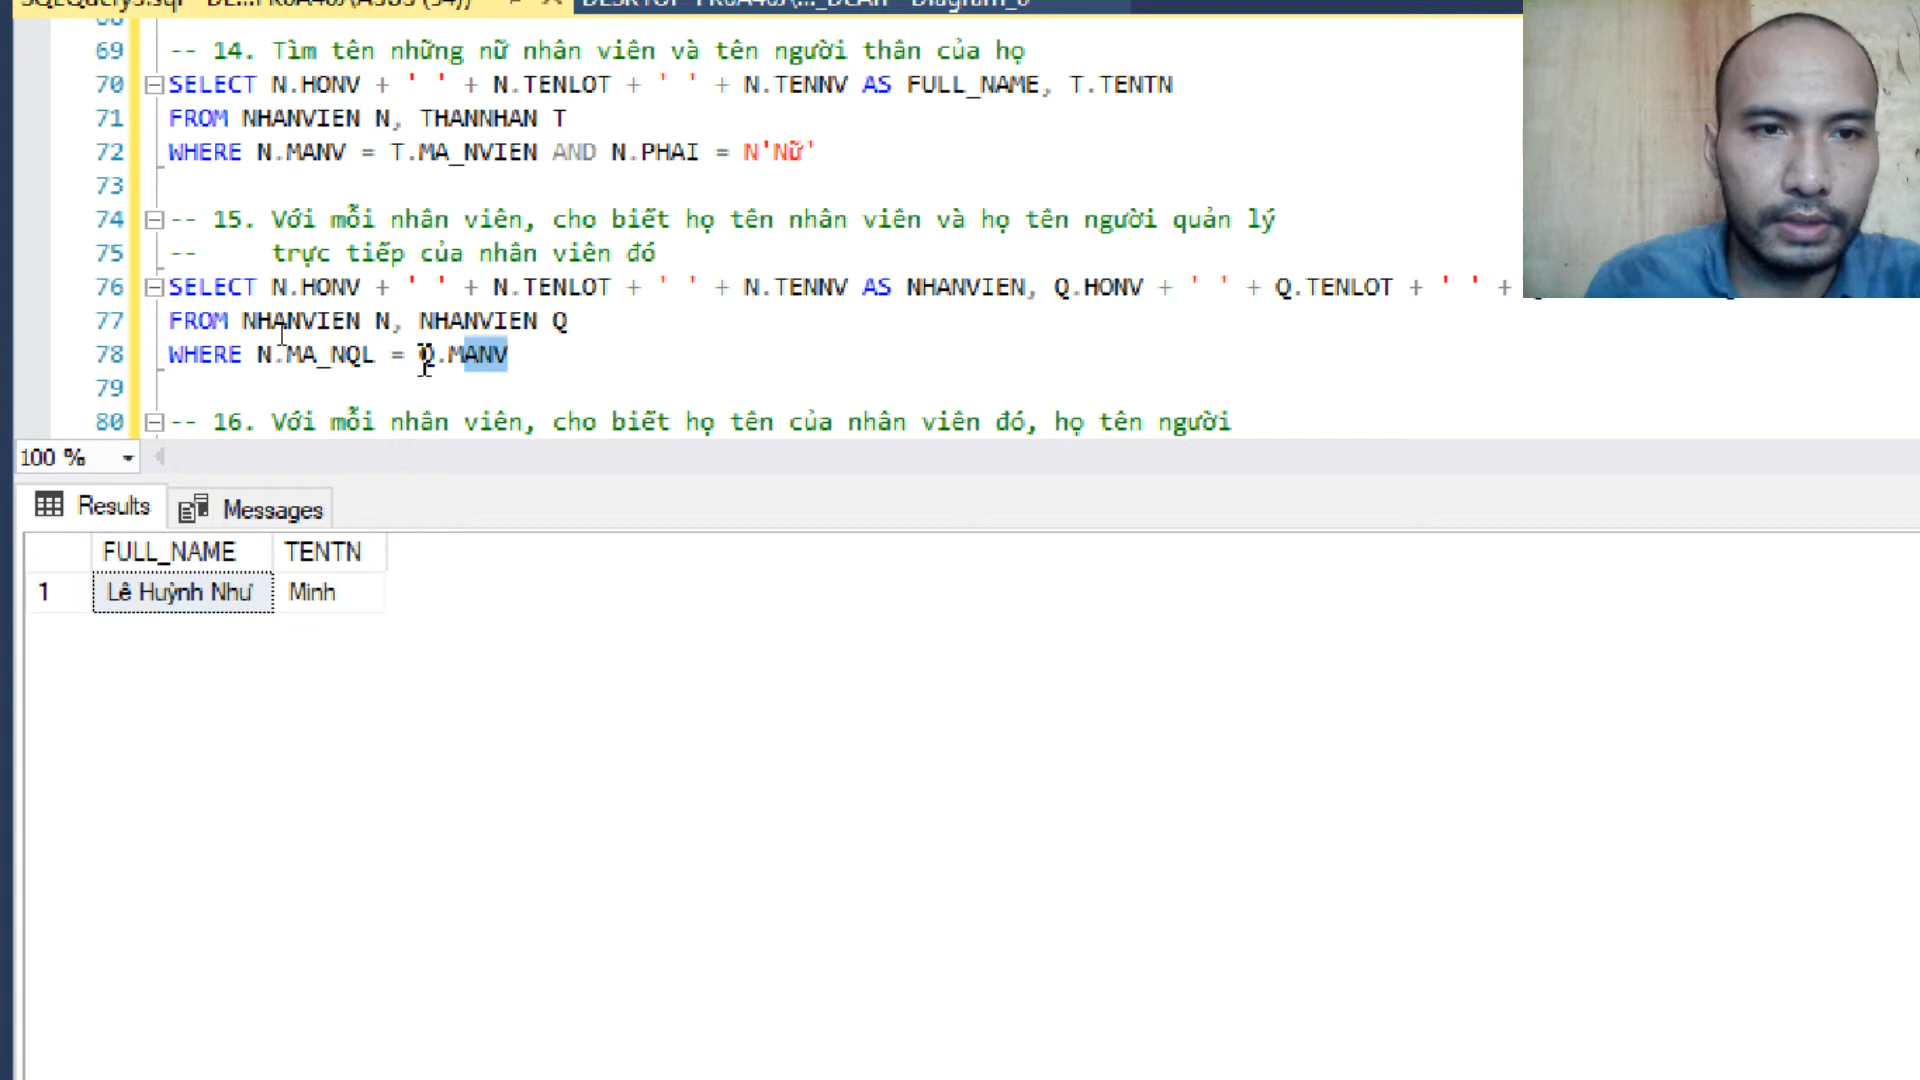 69 -- 14. Tìm tên những nữ nhân viên và tên người thân của họ
70 SELECT N.HONV + ' ' + N.TENLOT + ' ' + N.TENNV AS FULL_NAME, T.TENTN
71 FROM NHANVIEN N, THANNHAN T
72 WHERE N.MANV = T.MA_NVIEN AND N.PHAI = N'Nữ'
73
74 -- 15. Với mỗi nhân viên, cho biết họ tên nhân viên và họ tên người quản lý
75 -- trực tiếp của nhân viên đó
76 SELECT N.HONV + ' ' + N.TENLOT + ' ' + N.TENNV AS NHANVIEN, Q.HONV + ' ' + Q.TENLOT + ' ' +
77 FROM NHANVIEN N, NHANVIEN Q
78 WHERE N.MA_NQL = Q.MANV
79
80 -- 16. Với mỗi nhân viên, cho biết họ tên của nhân viên đó, họ tên người
100 %
Results Messages
FULL_NAME TENTN
1 Lê Huỳnh Như Minh